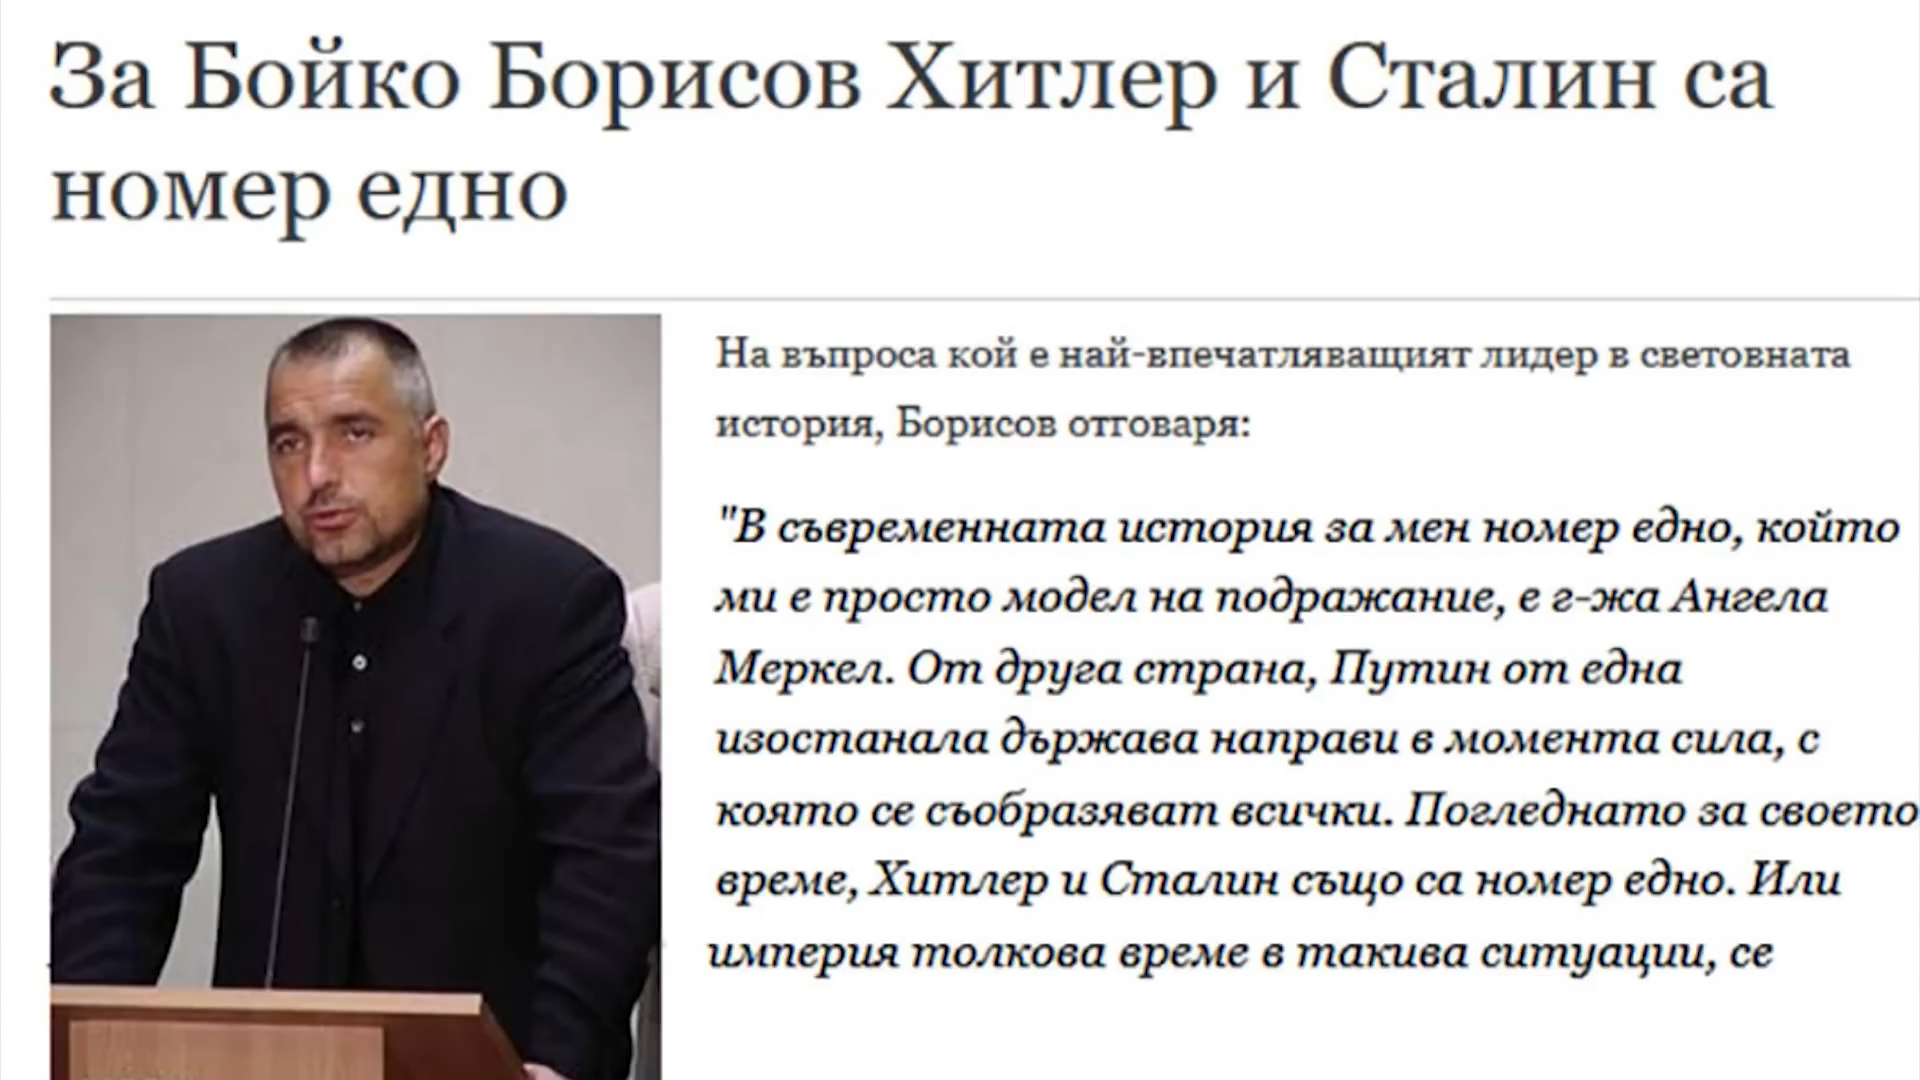 За Бойко Борисов Хитлер и Сталин са
номер едно
На въпроса кой е най-впечатляващият лидер в световната
история, Борисов отговаря:
"В съвременната история за мен номер едно, който
ми е просто модел на подражание, е г-жа Ангела
Меркел. От друга страна, Путин от една
изостанала държава направи в момента сила, с
която се съобразяват всички. Погледнато за своето
време, Хитлер и Сталин също са номер едно. Или
империя толкова време в такива ситуации, се